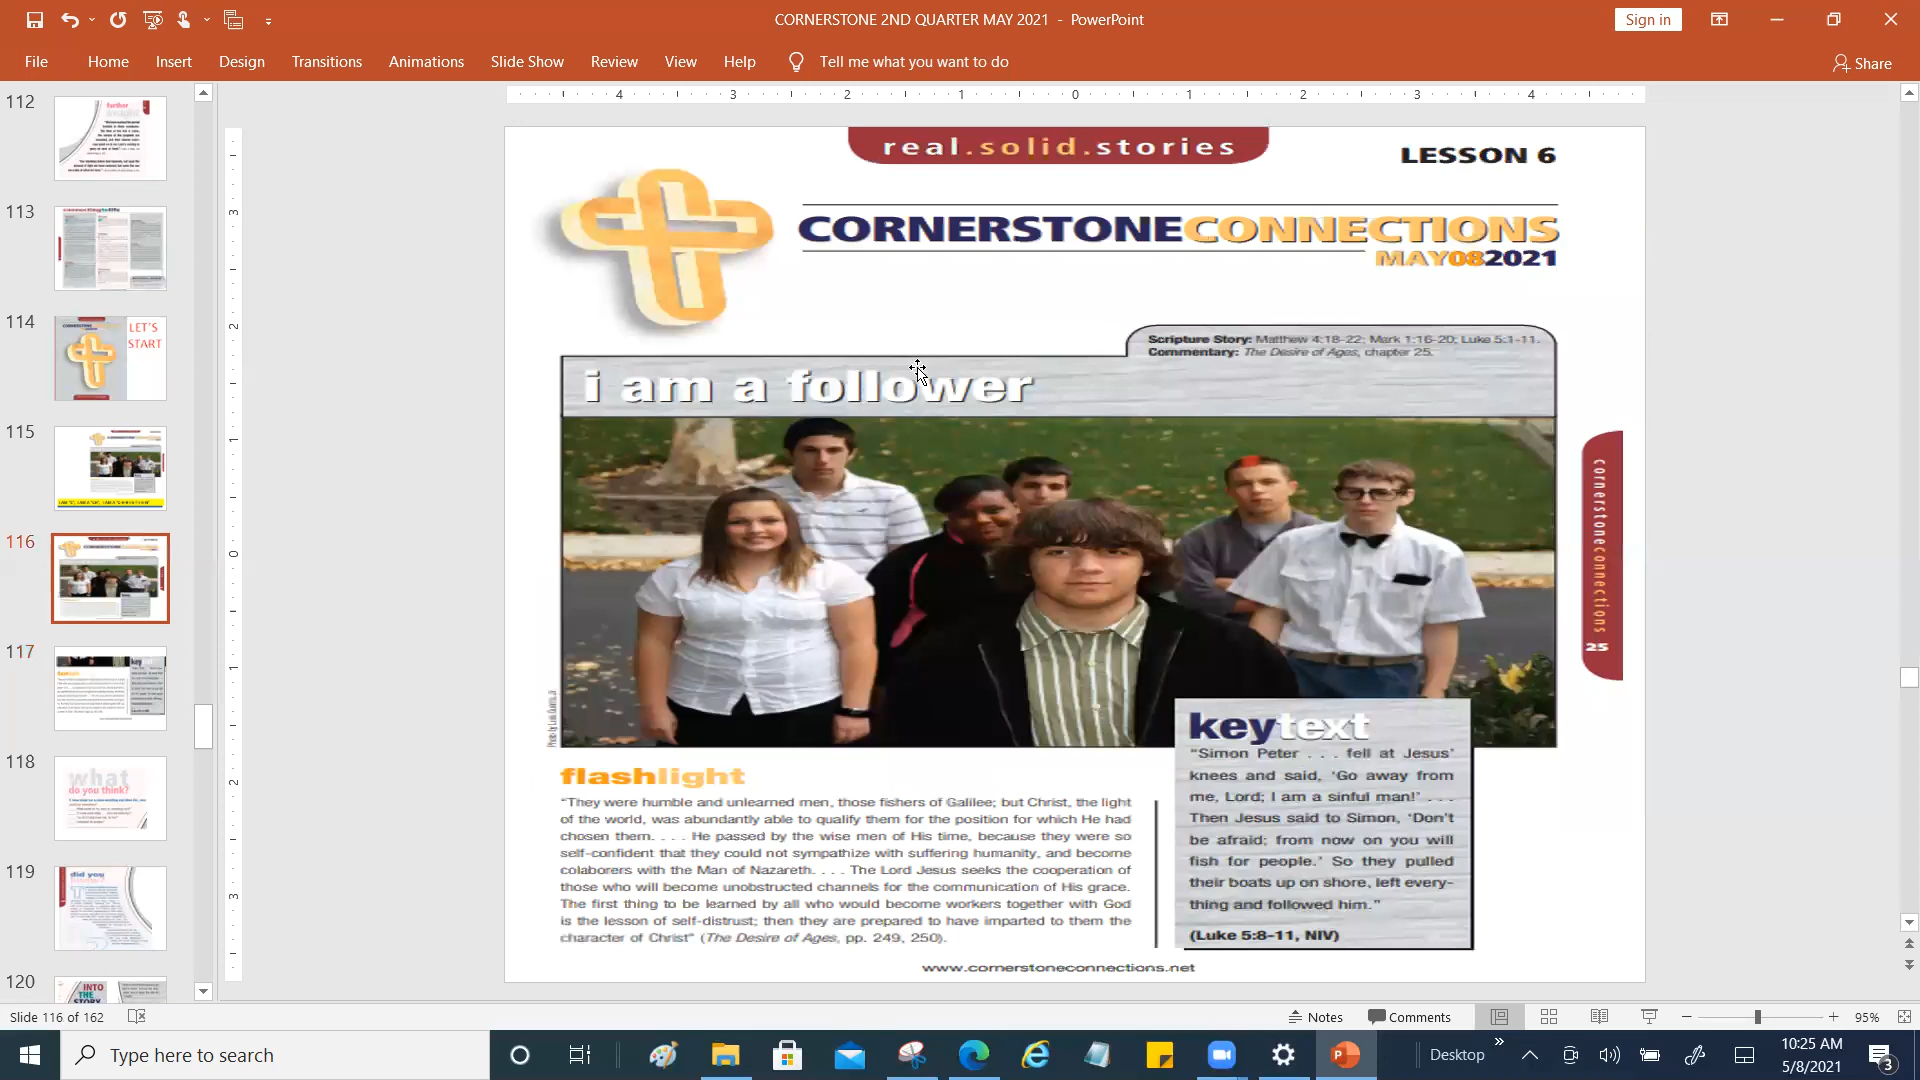 CORNERSTONE 2ND QUARTER MAY 2021 - PowerPoint
Sign in
File Home Insert Design Transitions Animations Slide Show Review View Help Tell me what you want to do
Share
112
113
114
LET'S
START
115
116
117
118
what
do you think?
119
did you
120
INTO
THE
STORY
real.solid.stories
LESSON 6
CORNERSTONECONNECTIONS
MAY082021
Scripture Story: Matthew 4:18-22; Mark 1:16-20; Luke 5:1-11.
Commentary: The Desire of Ages, chapter 25.
i am a follower
cornerstoneconnections
25
flashlight
"They were humble and unlearned men, those fishers of Galilee; but Christ, the light
of the world, was abundantly able to qualify them for the position for which He had
chosen them. . . . He passed by the wise men of His time, because they were so
self-confident that they could not sympathize with suffering humanity, and become
colaborers with the Man of Nazareth. . . . The Lord Jesus seeks the cooperation of
those who will become unobstructed channels for the communication of His grace.
The first thing to be learned by all who would become workers together with God
is the lesson of self-distrust; then they are prepared to have imparted to them the
character of Christ" (The Desire of Ages, pp. 249, 250).
keytext
"Simon Peter . . . fell at Jesus'
knees and said, 'Go away from
me, Lord; I am a sinful man!' . . .
Then Jesus said to Simon, 'Don't
be afraid; from now on you will
fish for people.' So they pulled
their boats up on shore, left every-
thing and followed him."
(Luke 5:8-11, NIV)
www.cornerstoneconnections.net
Slide 116 of 162
Notes
Comments
95%
Type here to search
Desktop
10:25 AM
5/8/2021
3